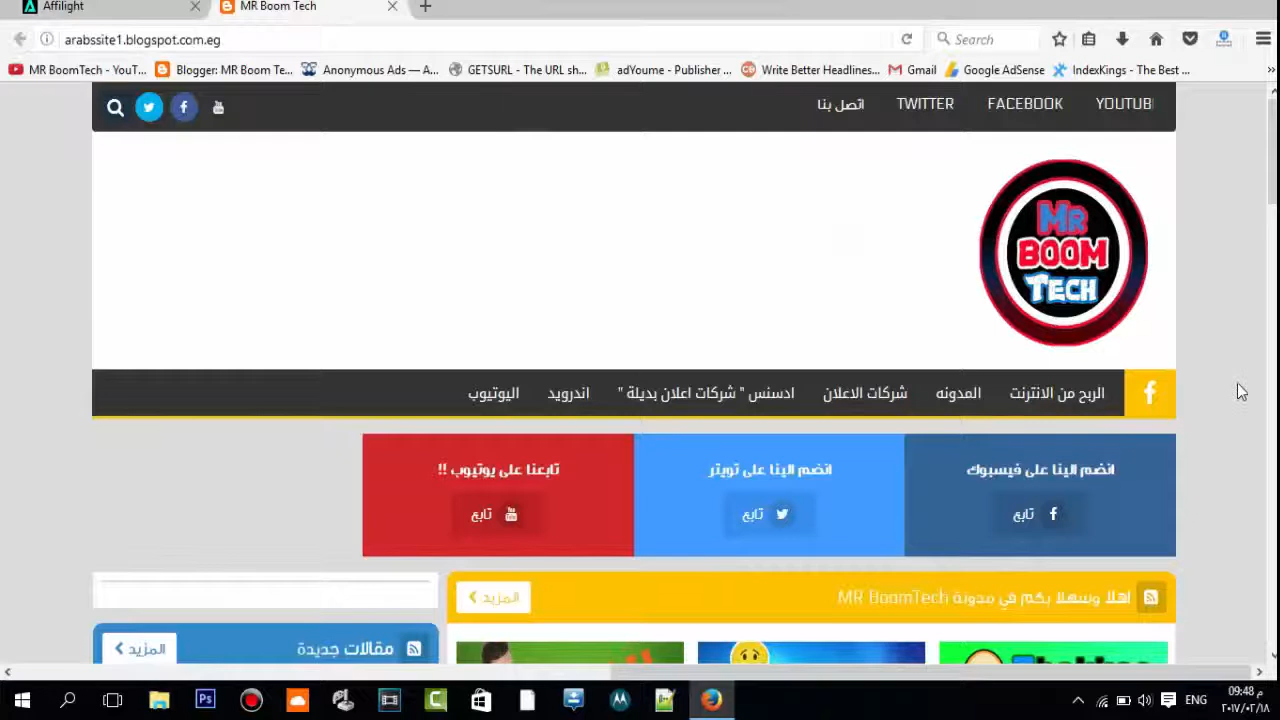 Affilight
MR Boom Tech
arabssite1.blogspot.com.eg
Search
MR BoomTech - YouT...
Blogger: MR Boom Te...
Anonymous Ads — A...
GETSURL - The URL sh...
adYoume - Publisher ...
Write Better Headlines...
Gmail
Google AdSense
IndexKings - The Best ...
اتصل بنا TWITTER FACEBOOK YOUTUB
MR
BOOM
TECH
الربح من الانترنت المدونه شركات الاعلان ادسنس " شركات اعلان بديلة " اندرويد اليوتيوب
انضم الينا على فيسبوك
تابع
انضم الينا على تويتر
تابع
تابعنا على يوتيوب !!
تابع
اهلا وسهلا بكم في مدونة MR BoomTech
المزيد
مقالات جديدة
المزيد
Ps
ENG
09:48 م
٢٠١٧/٠٢/١٨